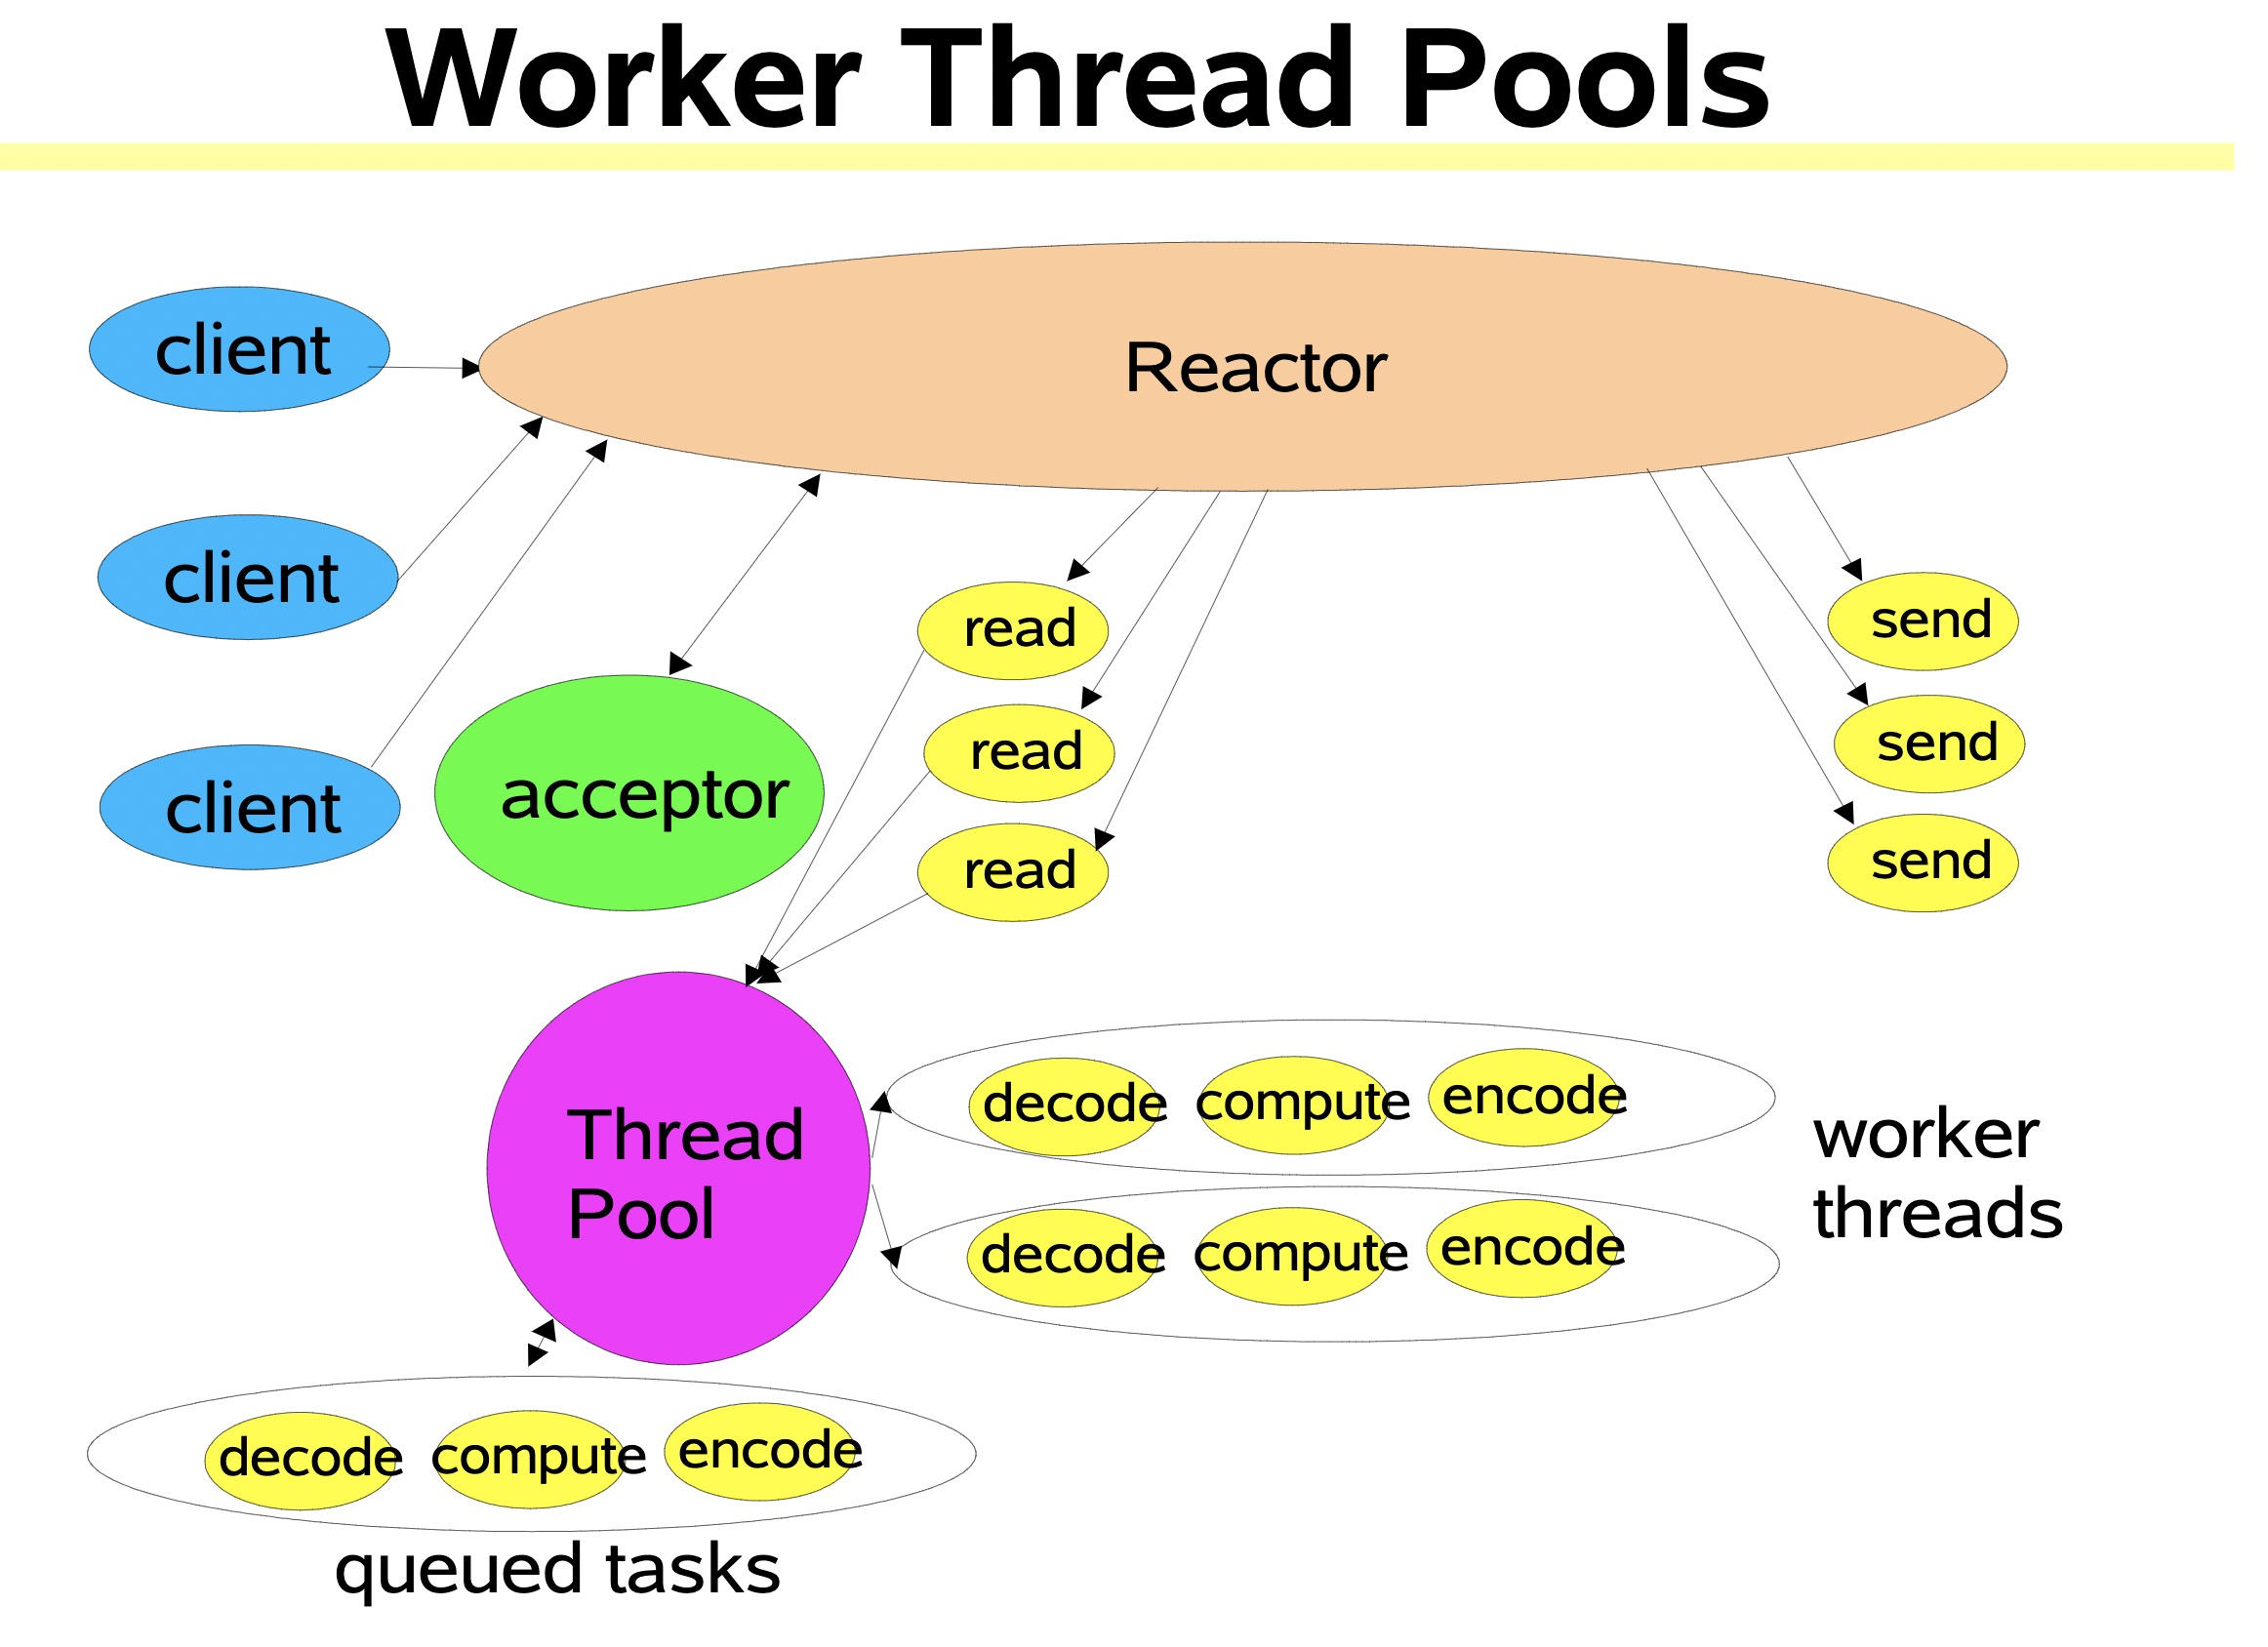 Worker Thread Pools
client
Reactor
client
client
acceptor
read
read
read
send
send
send
Thread
Pool
decode compute encode
decode compute encode
worker
threads
decode compute encode
queued tasks